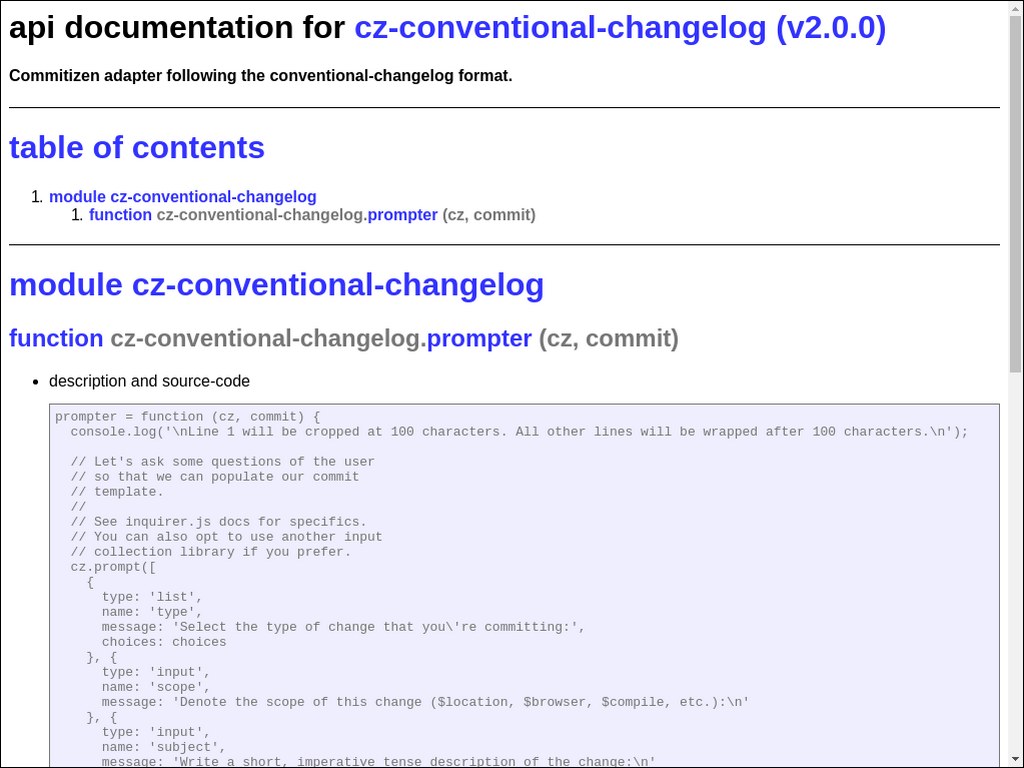 api documentation for cz-conventional-changelog (v2.0.0)
Commitizen adapter following the conventional-changelog format.
table of contents
1. module cz-conventional-changelog
1. function cz-conventional-changelog.prompter (cz, commit)
module cz-conventional-changelog
function cz-conventional-changelog.prompter (cz, commit)
• description and source-code
prompter = function (cz, commit) {
  console.log('\nLine 1 will be cropped at 100 characters. All other lines will be wrapped after 100 characters.\n');
  // Let's ask some questions of the user
  // so that we can populate our commit
  // template.
  //
  // See inquirer.js docs for specifics.
  // You can also opt to use another input
  // collection library if you prefer.
  cz.prompt([
    {
      type: 'list',
      name: 'type',
      message: 'Select the type of change that you\'re committing:',
      choices: choices
    }, {
      type: 'input',
      name: 'scope',
      message: 'Denote the scope of this change ($location, $browser, $compile, etc.):\n'
    }, {
      type: 'input',
      name: 'subject',
      message: 'Write a short, imperative tense description of the change:\n'